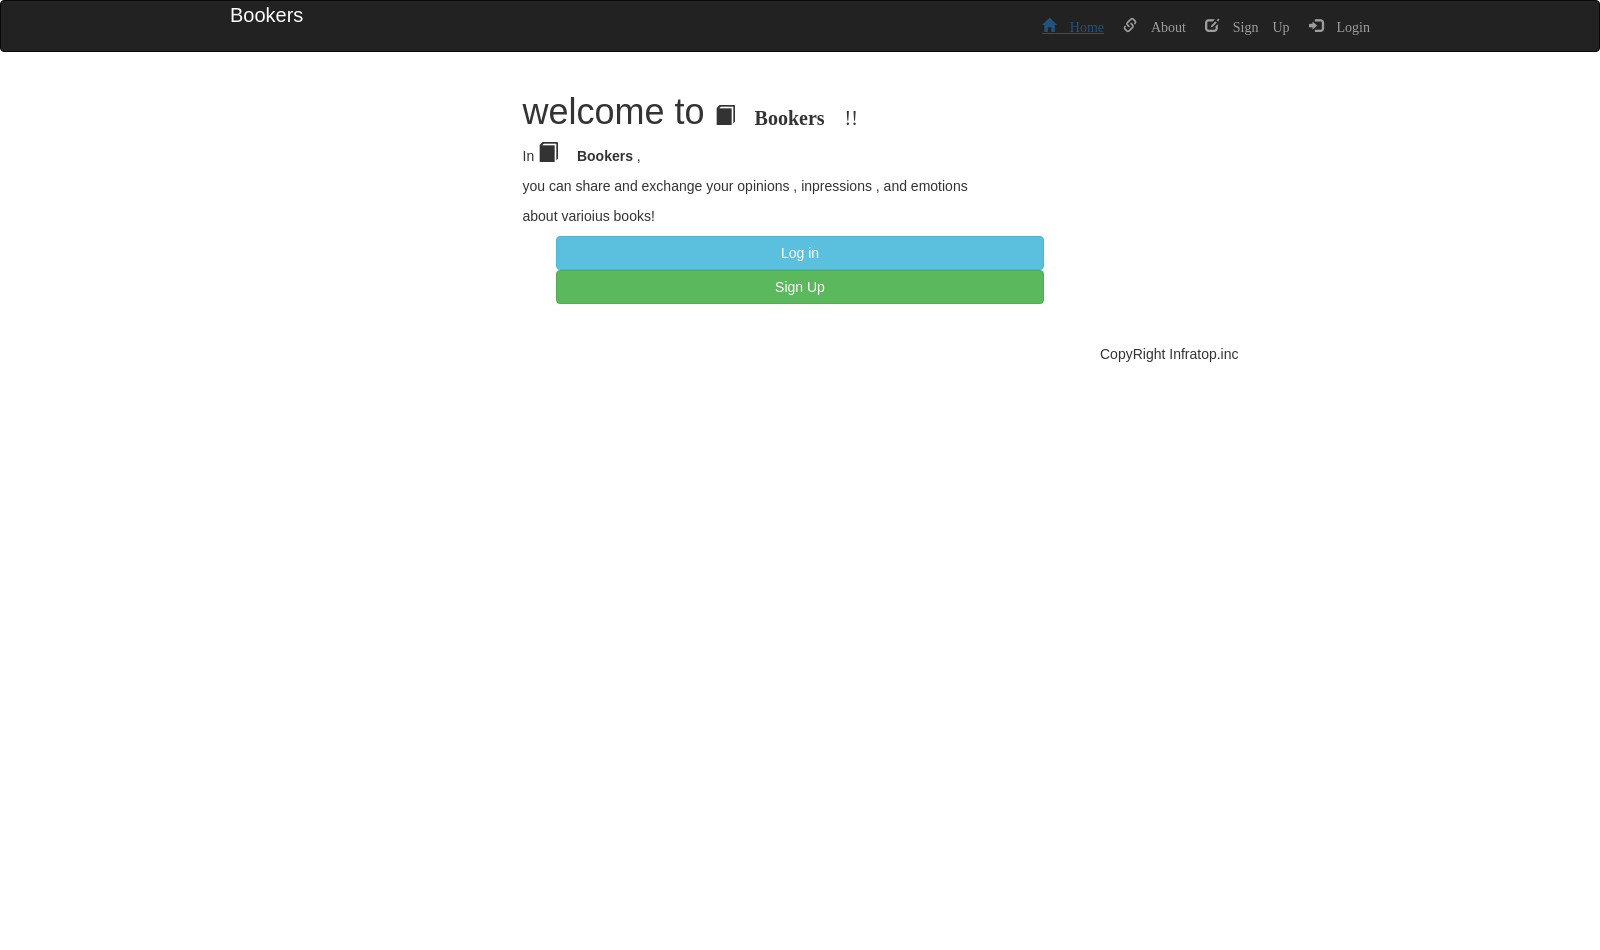 Bookers
Home About Sign Up Login
welcome to Bookers !!
In Bookers ,
you can share and exchange your opinions , inpressions , and emotions
about varioius books!
Log in
Sign Up
CopyRight Infratop.inc